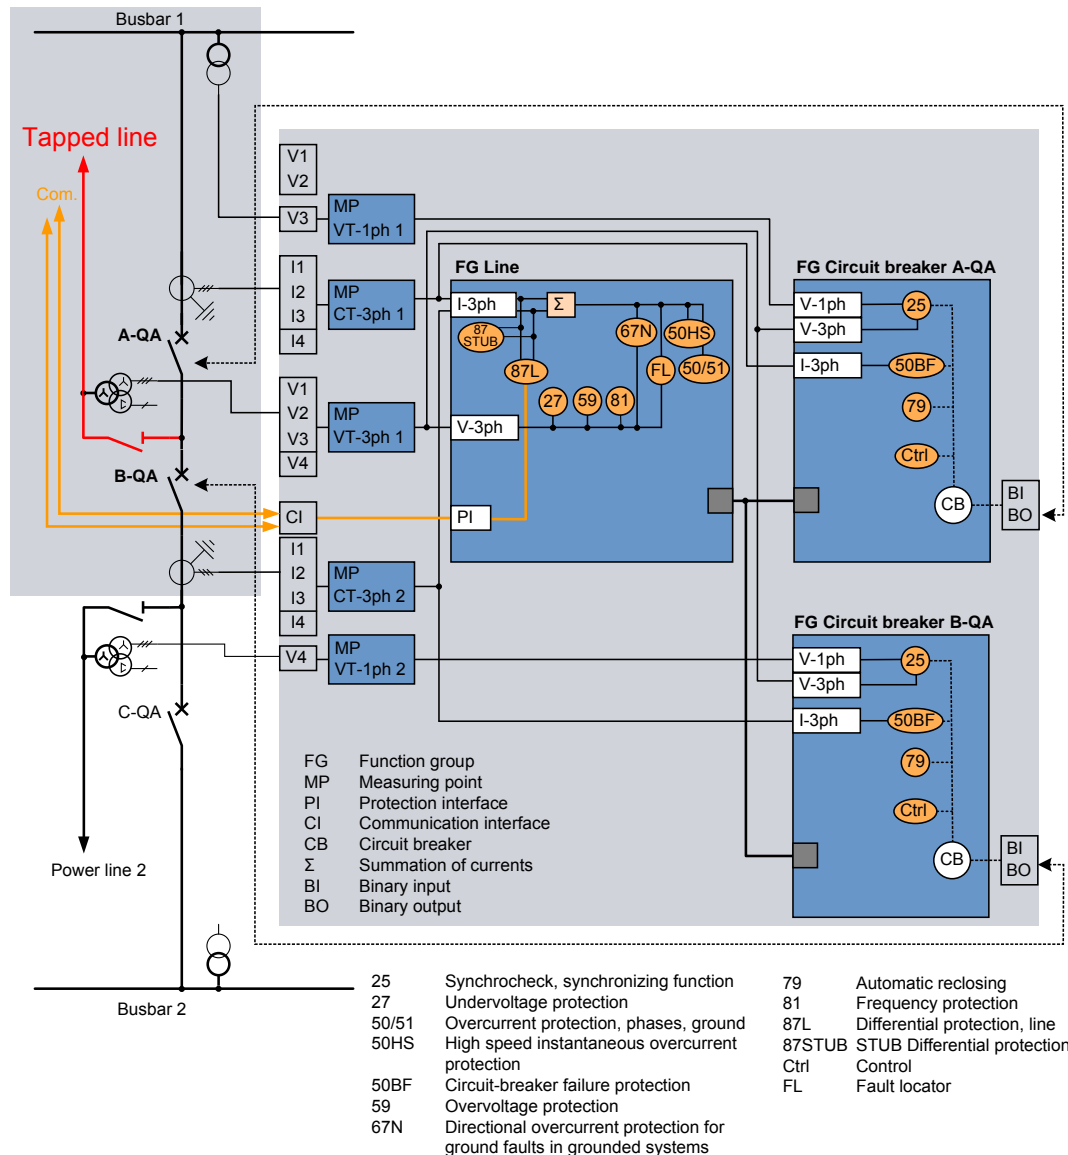 Busbar 1
Tapped line
Com.
A-QA
B-QA
C-QA
Power line 2
Busbar 2
V1
V2
V3
MP
VT-1ph 1
I1
I2
I3
I4
MP
CT-3ph 1
V1
V2
V3
V4
MP
VT-3ph 1
CI
I1
I2
I3
I4
MP
CT-3ph 2
V4
MP
VT-1ph 2
FG Line
I-3ph
Σ
87
STUB
87L
67N
50HS
FL
50/51
27
59
81
V-3ph
PI
FG Circuit breaker A-QA
V-1ph
25
V-3ph
I-3ph
50BF
79
Ctrl
CB
BI
BO
FG Circuit breaker B-QA
V-1ph
25
V-3ph
I-3ph
50BF
79
Ctrl
CB
BI
BO
FG Function group
MP Measuring point
PI Protection interface
CI Communication interface
CB Circuit breaker
Σ Summation of currents
BI Binary input
BO Binary output
25 Synchrocheck, synchronizing function
27 Undervoltage protection
50/51 Overcurrent protection, phases, ground
50HS High speed instantaneous overcurrent
protection
50BF Circuit-breaker failure protection
59 Overvoltage protection
67N Directional overcurrent protection for
ground faults in grounded systems
79 Automatic reclosing
81 Frequency protection
87L Differential protection, line
87STUB STUB Differential protection
Ctrl Control
FL Fault locator